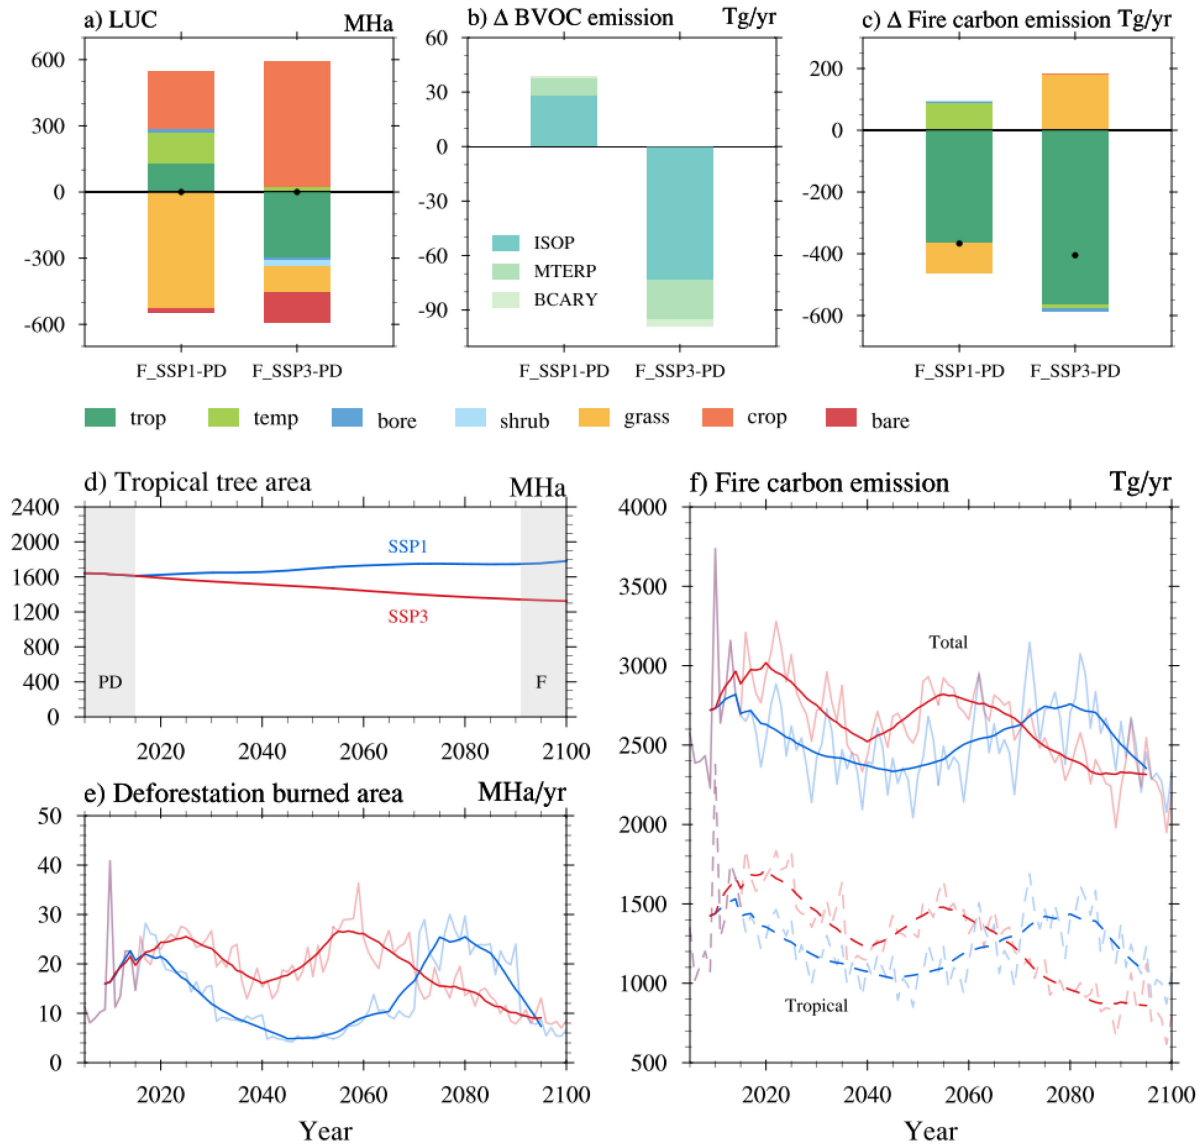 a) LUC MHa
600
300
0
-300
-600
F_SSP1-PD F_SSP3-PD
b) Δ BVOC emission Tg/yr
60
30
0
-30
-60
-90
ISOP
MTERP
BCARY
F_SSP1-PD F_SSP3-PD
c) Δ Fire carbon emission Tg/yr
200
0
-200
-400
-600
F_SSP1-PD F_SSP3-PD
trop temp bore shrub grass crop bare
d) Tropical tree area MHa
2400
2000
1600
1200
800
400
0
SSP1
SSP3
PD F
2020 2040 2060 2080 2100
e) Deforestation burned area MHa/yr
50
40
30
20
10
0
2020 2040 2060 2080 2100
Year
f) Fire carbon emission Tg/yr
4000
3500
3000
2500
2000
1500
1000
500
Total
Tropical
2020 2040 2060 2080 2100
Year